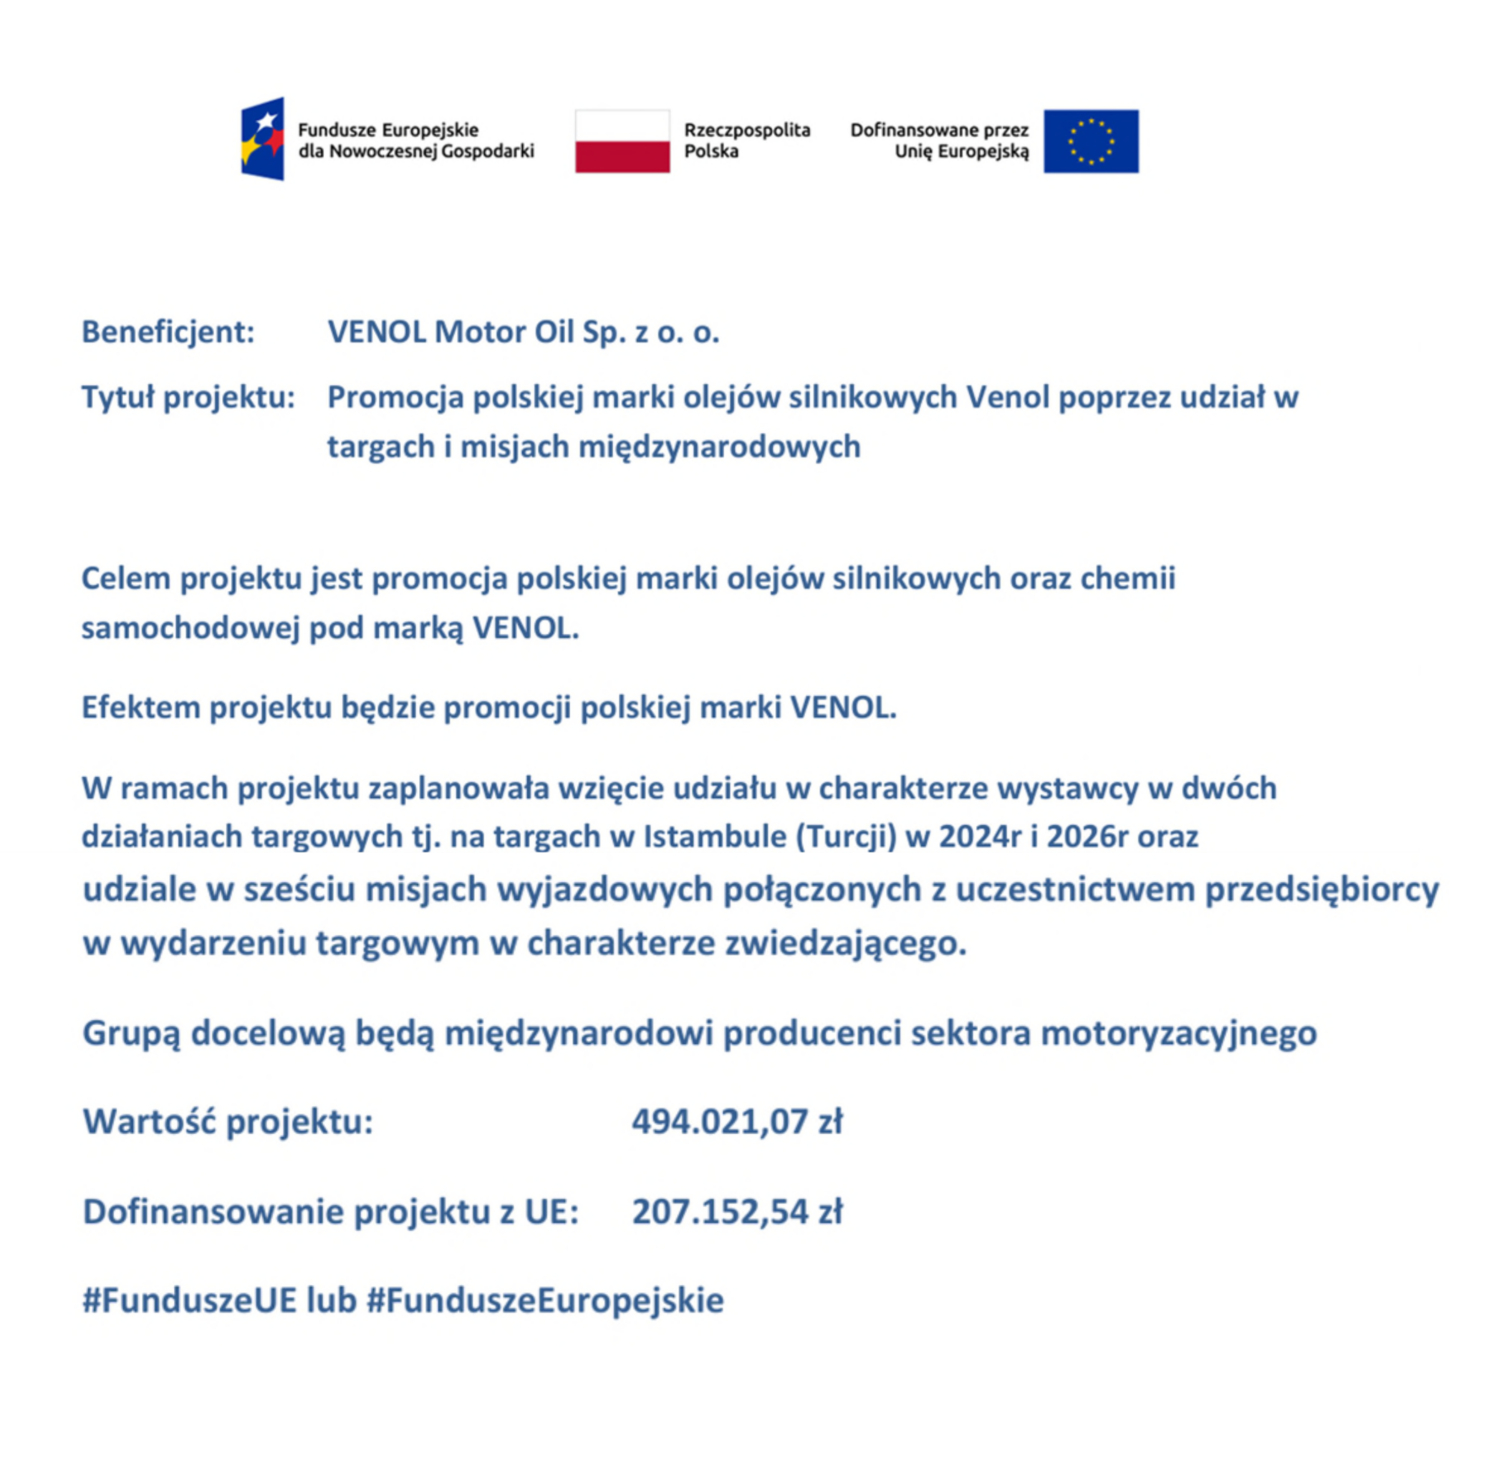 Fundusze Europejskie
dla Nowoczesnej Gospodarki
Rzeczpospolita
Polska
Dofinansowane przez
Unię Europejską
Beneficjent: VENOL Motor Oil Sp. z o. o.
Tytuł projektu: Promocja polskiej marki olejów silnikowych Venol poprzez udział w
targach i misjach międzynarodowych
Celem projektu jest promocja polskiej marki olejów silnikowych oraz chemii
samochodowej pod marką VENOL.
Efektem projektu będzie promocji polskiej marki VENOL.
W ramach projektu zaplanowała wzięcie udziału w charakterze wystawcy w dwóch
działaniach targowych tj. na targach w Istambule (Turcji) w 2024r i 2026r oraz
udziale w sześciu misjach wyjazdowych połączonych z uczestnictwem przedsiębiorcy
w wydarzeniu targowym w charakterze zwiedzającego.
Grupą docelową będą międzynarodowi producenci sektora motoryzacyjnego
Wartość projektu: 494.021,07 zł
Dofinansowanie projektu z UE: 207.152,54 zł
#FunduszeUE lub #FunduszeEuropejskie